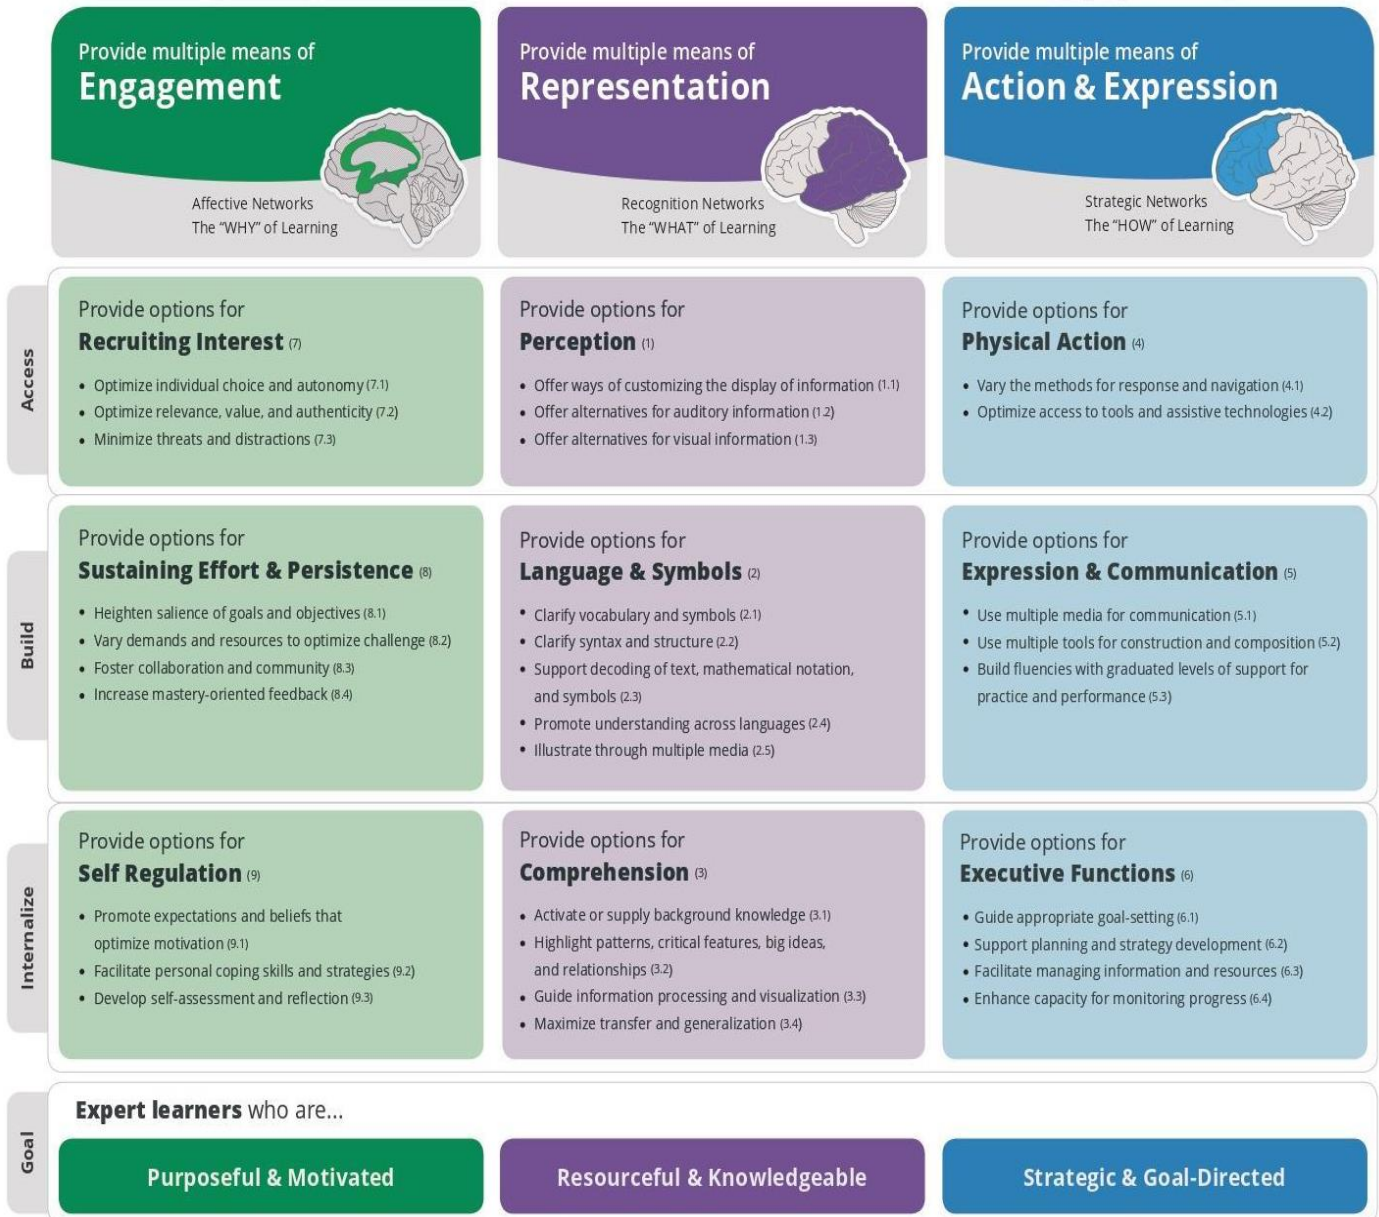 Provide multiple means of
Engagement
Affective Networks
The “WHY” of Learning
Provide multiple means of
Representation
Recognition Networks
The “WHAT” of Learning
Provide multiple means of
Action & Expression
Strategic Networks
The “HOW” of Learning
Access
Provide options for
Recruiting Interest (7)
• Optimize individual choice and autonomy (7.1)
• Optimize relevance, value, and authenticity (7.2)
• Minimize threats and distractions (7.3)
Provide options for
Perception (1)
• Offer ways of customizing the display of information (1.1)
• Offer alternatives for auditory information (1.2)
• Offer alternatives for visual information (1.3)
Provide options for
Physical Action (4)
• Vary the methods for response and navigation (4.1)
• Optimize access to tools and assistive technologies (4.2)
Build
Provide options for
Sustaining Effort & Persistence (8)
• Heighten salience of goals and objectives (8.1)
• Vary demands and resources to optimize challenge (8.2)
• Foster collaboration and community (8.3)
• Increase mastery-oriented feedback (8.4)
Provide options for
Language & Symbols (2)
• Clarify vocabulary and symbols (2.1)
• Clarify syntax and structure (2.2)
• Support decoding of text, mathematical notation,
and symbols (2.3)
• Promote understanding across languages (2.4)
• Illustrate through multiple media (2.5)
Provide options for
Expression & Communication (5)
• Use multiple media for communication (5.1)
• Use multiple tools for construction and composition (5.2)
• Build fluencies with graduated levels of support for
practice and performance (5.3)
Internalize
Provide options for
Self Regulation (9)
• Promote expectations and beliefs that
optimize motivation (9.1)
• Facilitate personal coping skills and strategies (9.2)
• Develop self-assessment and reflection (9.3)
Provide options for
Comprehension (3)
• Activate or supply background knowledge (3.1)
• Highlight patterns, critical features, big ideas,
and relationships (3.2)
• Guide information processing and visualization (3.3)
• Maximize transfer and generalization (3.4)
Provide options for
Executive Functions (6)
• Guide appropriate goal-setting (6.1)
• Support planning and strategy development (6.2)
• Facilitate managing information and resources (6.3)
• Enhance capacity for monitoring progress (6.4)
Goal
Expert learners who are...
Purposeful & Motivated
Resourceful & Knowledgeable
Strategic & Goal-Directed